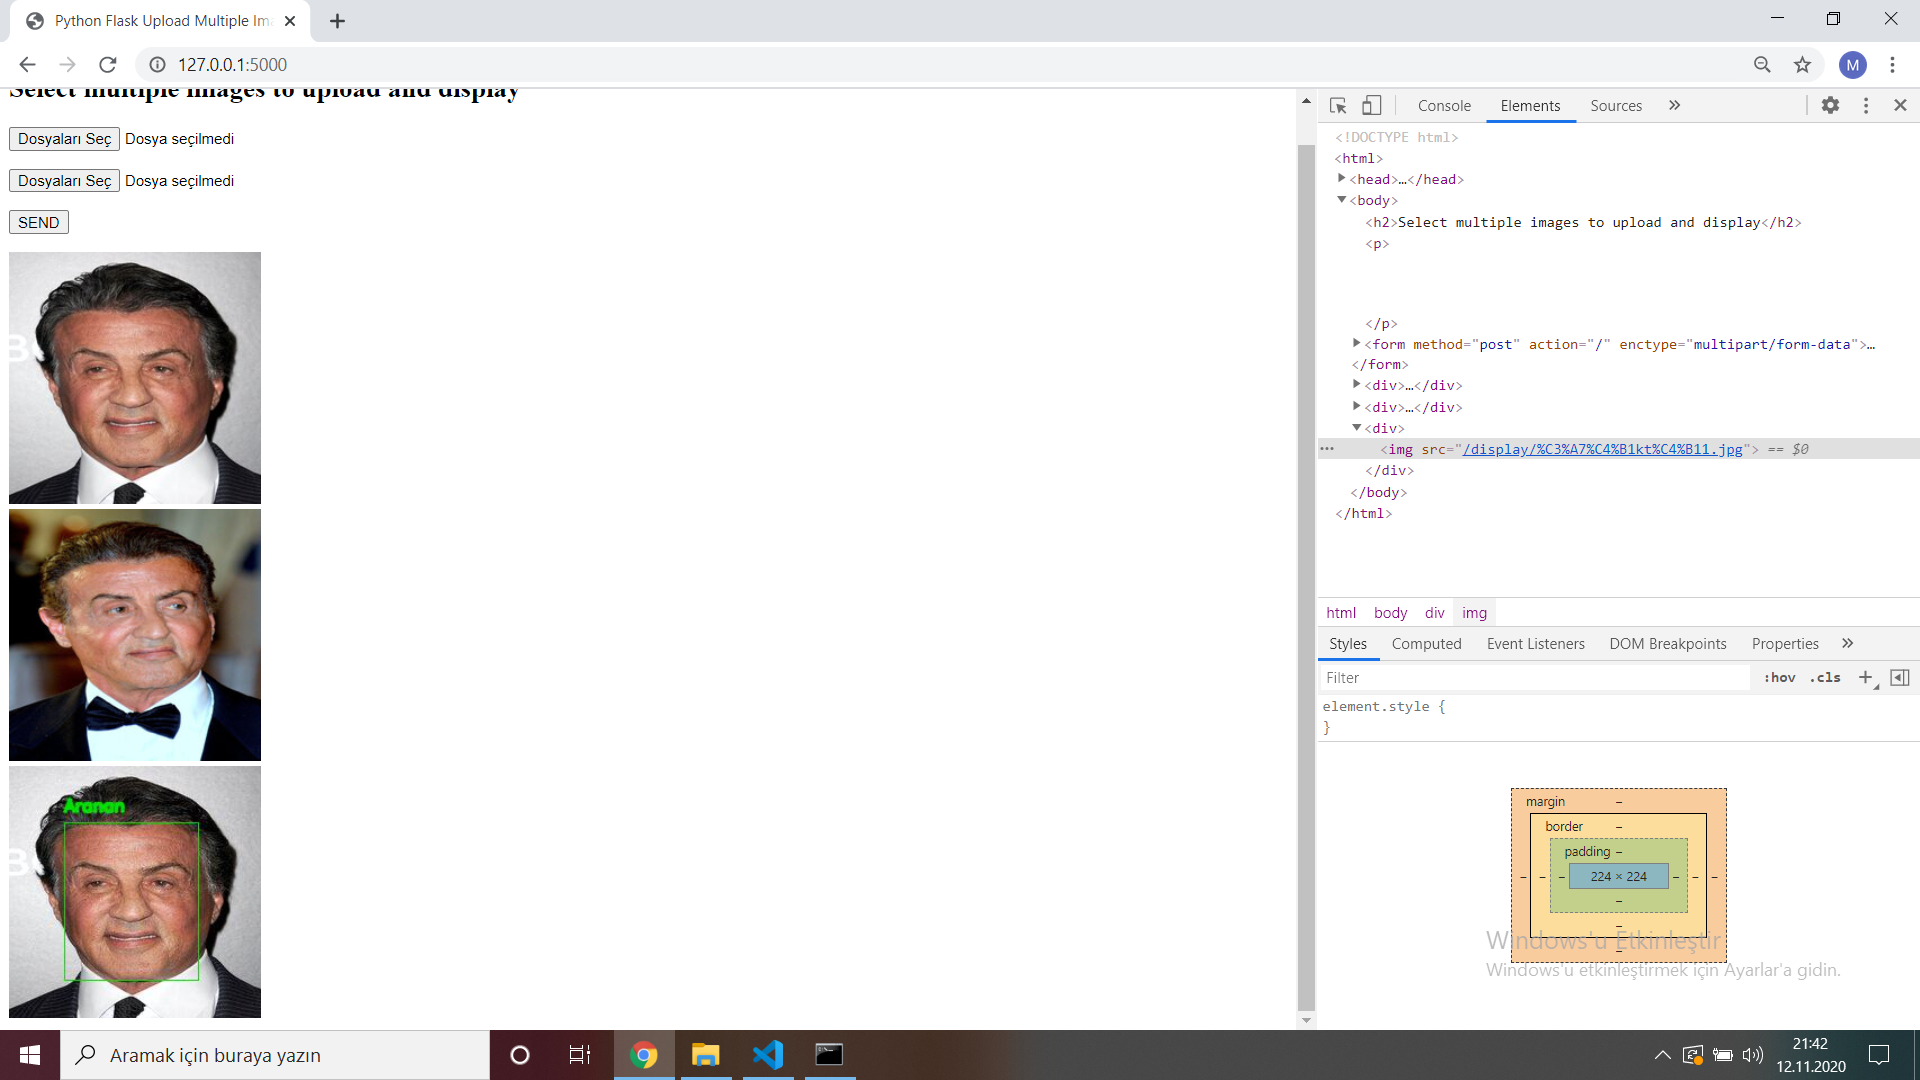 Python Flask Upload Multiple Im
127.0.0.1:5000
M
Select multiple images to upload and display
Dosyaları Seç Dosya seçilmedi
Dosyaları Seç Dosya seçilmedi
SEND
Aranan
Console Elements Sources »
<!DOCTYPE html>
<html>
<head>…</head>
<body>
<h2>Select multiple images to upload and display</h2>
<p>
</p>
<form method="post" action="/" enctype="multipart/form-data">…
</form>
<div>…</div>
<div>…</div>
<div>
<img src="/display/%C3%A7%C4%B1kt%C4%B11.jpg"> == $0
</div>
</body>
</html>
html body div img
Styles Computed Event Listeners DOM Breakpoints Properties »
Filter :hov .cls +
element.style {
}
margin –
border –
padding –
– – – 224 × 224 – – –
–
–
–
Windows'u Etkinleştir
Windows'u etkinleştirmek için Ayarlar'a gidin.
Aramak için buraya yazın
21:42
12.11.2020